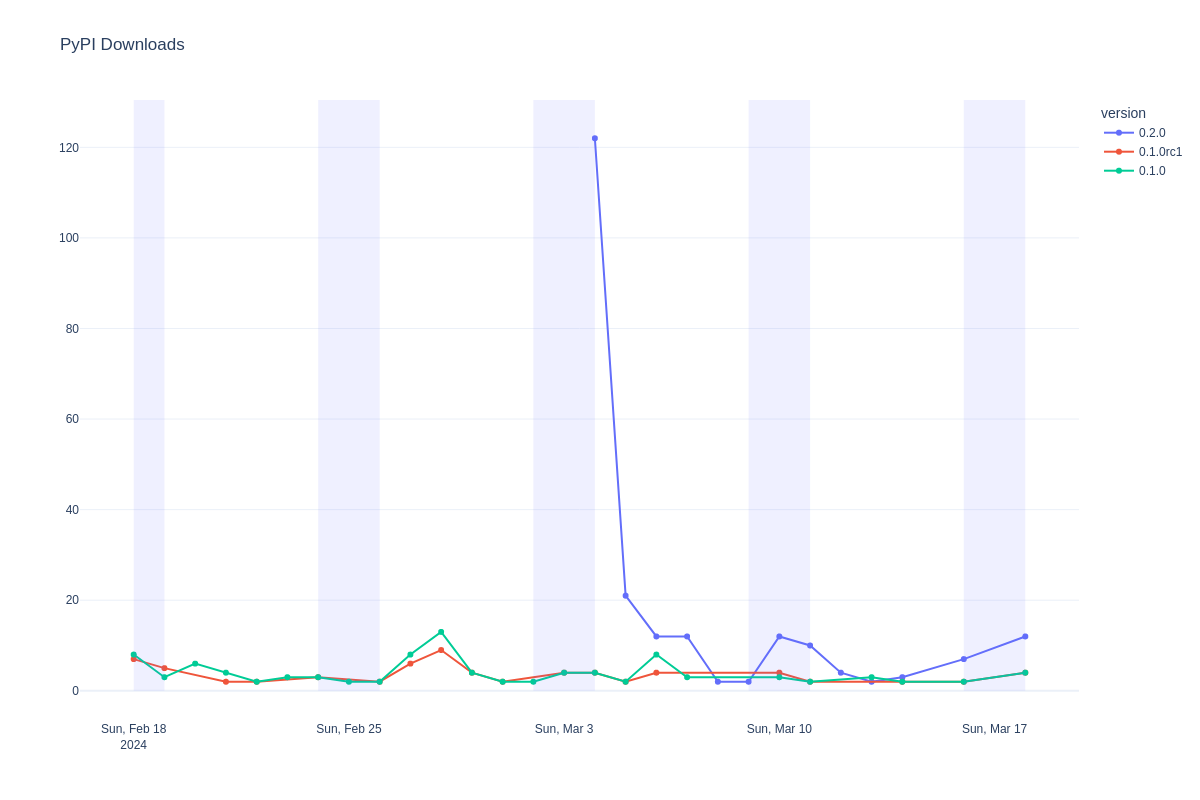 PyPI Downloads
version
0.2.0
0.1.0rc1
0.1.0
120
100
80
60
40
20
0
Sun, Feb 18
2024
Sun, Feb 25
Sun, Mar 3
Sun, Mar 10
Sun, Mar 17